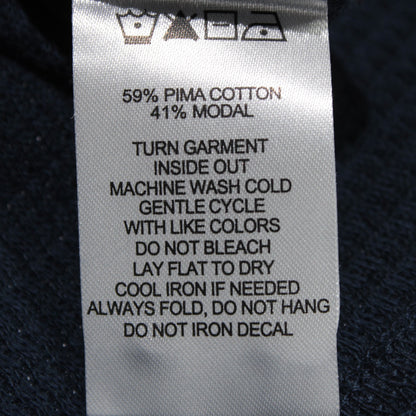 59% PIMA COTTON
41% MODAL
TURN GARMENT
INSIDE OUT
MACHINE WASH COLD
GENTLE CYCLE
WITH LIKE COLORS
DO NOT BLEACH
LAY FLAT TO DRY
COOL IRON IF NEEDED
ALWAYS FOLD, DO NOT HANG
DO NOT IRON DECAL